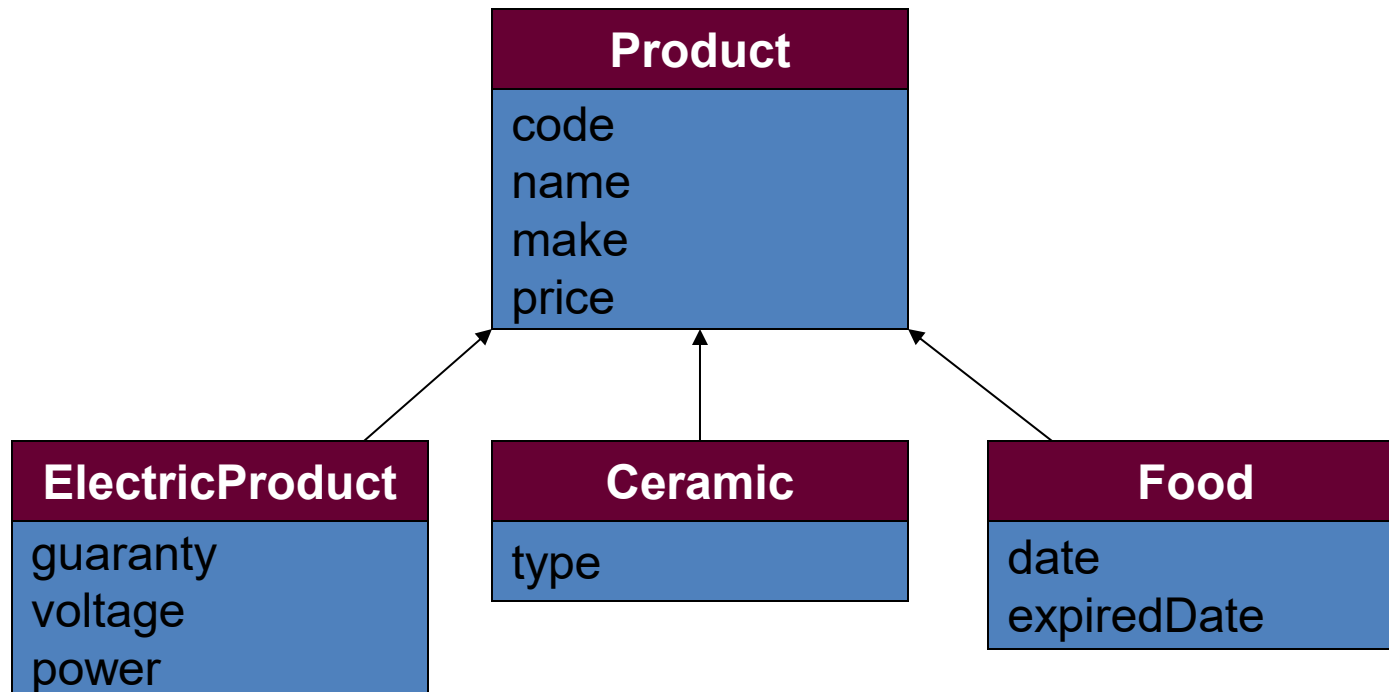 Product
code
name
make
price
ElectricProduct
guaranty
voltage
power
Ceramic
type
Food
date
expiredDate